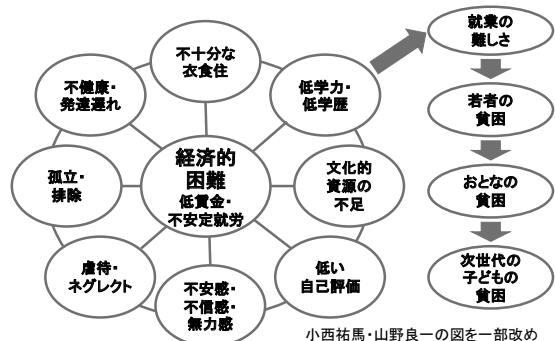 不十分な
衣食住
低学力・
低学歴
文化的
資源の
不足
低い
自己評価
不安感・
不信感・
無力感
虐待・
ネグレクト
孤立・
排除
不健康・
発達遅れ
経済的
困難
低賃金・
不安定就労
就業の
難しさ
若者の
貧困
おとなの
貧困
次世代の
子どもの
貧困
小西祐馬・山野良一の図を一部改め